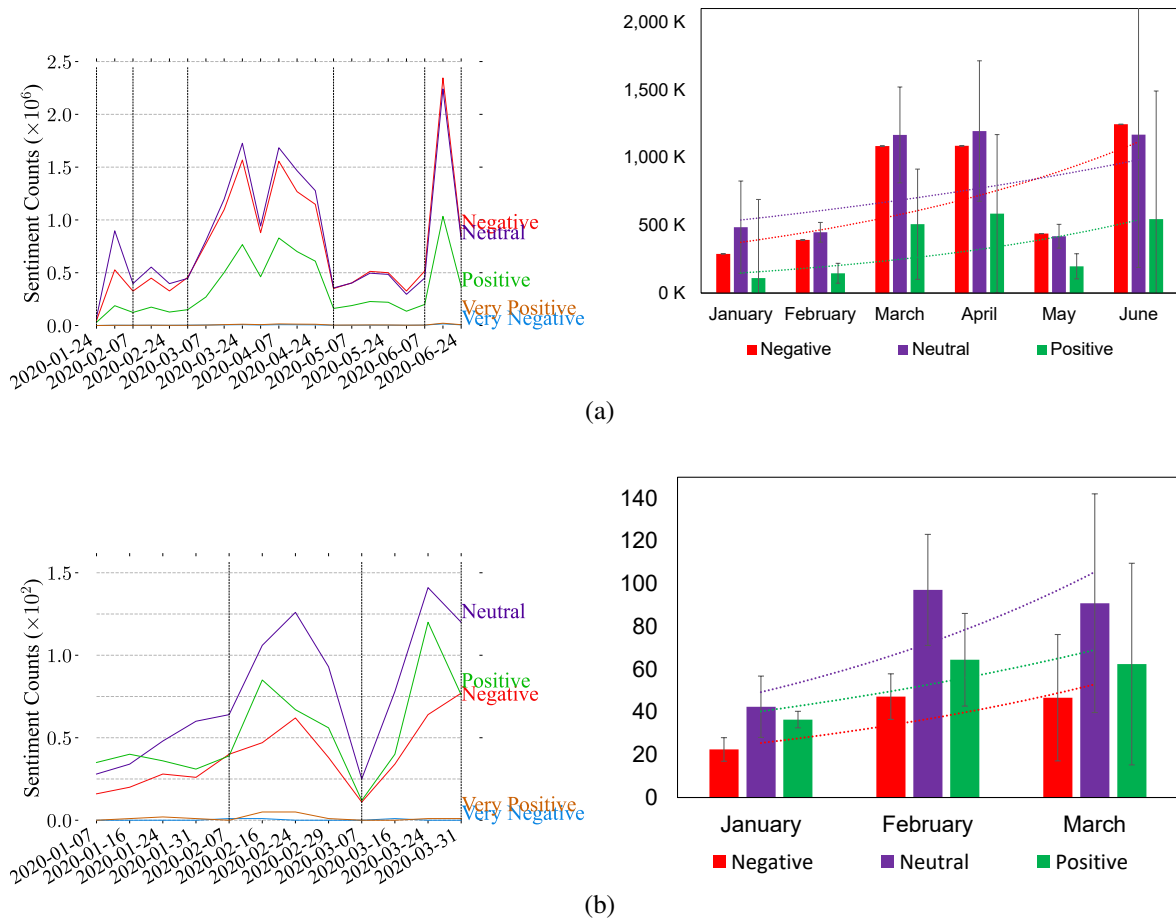 2.5
2.0
1.5
1.0
0.5
0.0
Sentiment Counts (×10⁶)
Negative
Neutral
Positive
Very Positive
Very Negative
2020-01-24
2020-02-07
2020-02-24
2020-03-07
2020-03-24
2020-04-07
2020-04-24
2020-05-07
2020-05-24
2020-06-07
2020-06-24
2,000 K
1,500 K
1,000 K
500 K
0 K
January February March April May June
Negative Neutral Positive
(a)
1.5
1.0
0.5
0.0
Sentiment Counts (×10²)
Neutral
Positive
Negative
Very Positive
Very Negative
2020-01-07
2020-01-16
2020-01-24
2020-01-31
2020-02-07
2020-02-16
2020-02-24
2020-02-29
2020-03-07
2020-03-16
2020-03-24
2020-03-31
140
120
100
80
60
40
20
0
January February March
Negative Neutral Positive
(b)